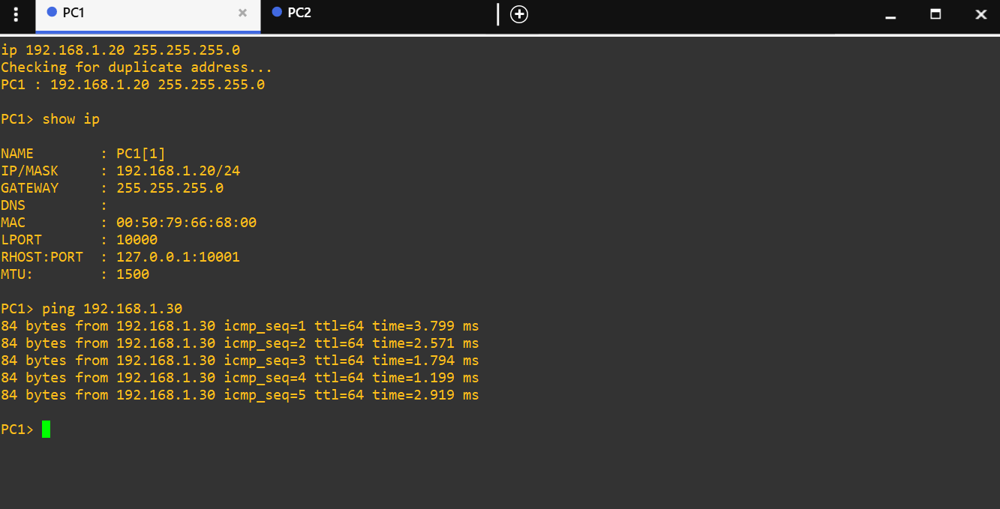 PC1
PC2
ip 192.168.1.20 255.255.255.0
Checking for duplicate address...
PC1 : 192.168.1.20 255.255.255.0
PC1> show ip
NAME        : PC1[1]
IP/MASK     : 192.168.1.20/24
GATEWAY     : 255.255.255.0
DNS         :
MAC         : 00:50:79:66:68:00
LPORT       : 10000
RHOST:PORT  : 127.0.0.1:10001
MTU:        : 1500
PC1> ping 192.168.1.30
84 bytes from 192.168.1.30 icmp_seq=1 ttl=64 time=3.799 ms
84 bytes from 192.168.1.30 icmp_seq=2 ttl=64 time=2.571 ms
84 bytes from 192.168.1.30 icmp_seq=3 ttl=64 time=1.794 ms
84 bytes from 192.168.1.30 icmp_seq=4 ttl=64 time=1.199 ms
84 bytes from 192.168.1.30 icmp_seq=5 ttl=64 time=2.919 ms
PC1>